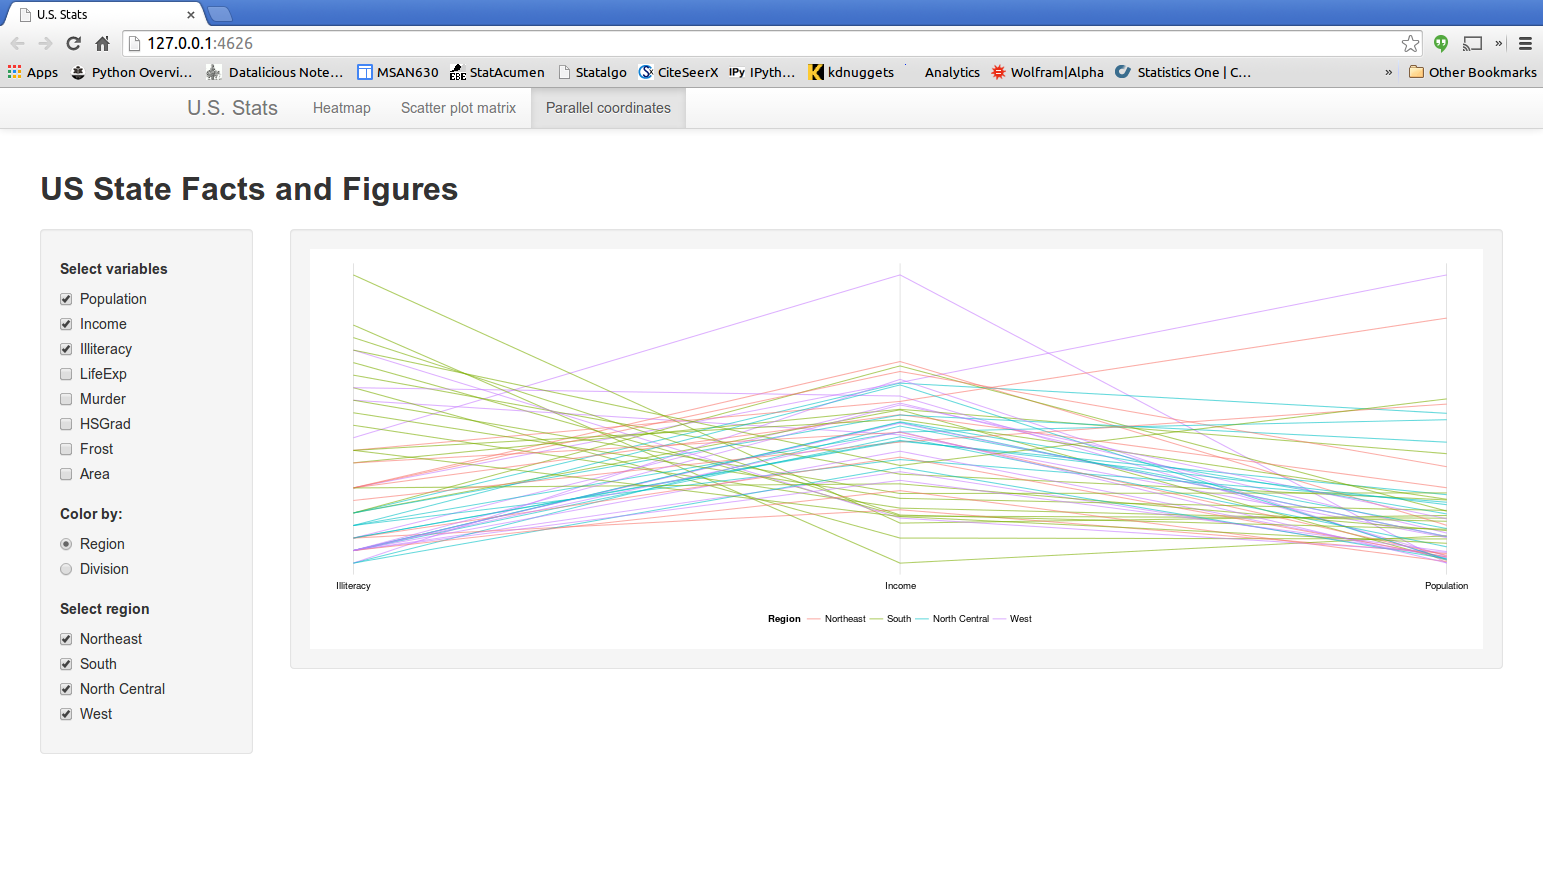 U.S. Stats
127.0.0.1:4626
Apps Python Overvi... Datalicious Note... MSAN630 StatAcumen Statalgo CiteSeerX IPy IPyth... kdnuggets Analytics Wolfram|Alpha Statistics One | C... » Other Bookmarks
U.S. Stats Heatmap Scatter plot matrix Parallel coordinates
US State Facts and Figures
Select variables
Population
Income
Illiteracy
LifeExp
Murder
HSGrad
Frost
Area
Color by:
Region
Division
Select region
Northeast
South
North Central
West
Illiteracy Income Population
Region Northeast South North Central West